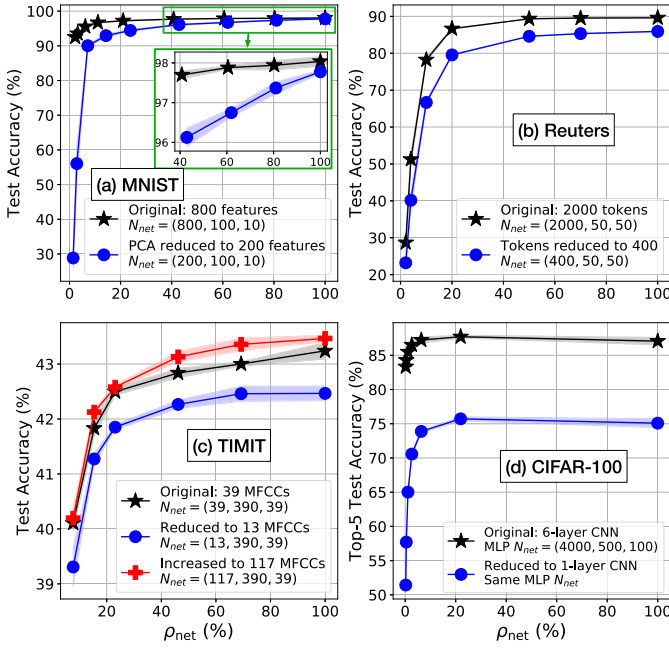 100
90
80
70
60
50
40
30
Test Accuracy (%)
98
97
96
40
60
80
100
(a) MNIST
Original: 800 features
N_net = (800, 100, 10)
PCA reduced to 200 features
N_net = (200, 100, 10)
0
20
40
60
80
100
90
80
70
60
50
40
30
20
Test Accuracy (%)
(b) Reuters
Original: 2000 tokens
N_net = (2000, 50, 50)
Tokens reduced to 400
N_net = (400, 50, 50)
0
20
40
60
80
100
43
42
41
40
39
Test Accuracy (%)
(c) TIMIT
Original: 39 MFCCs
N_net = (39, 390, 39)
Reduced to 13 MFCCs
N_net = (13, 390, 39)
Increased to 117 MFCCs
N_net = (117, 390, 39)
0
20
40
60
80
100
ρ_net (%)
85
80
75
70
65
60
55
50
Top-5 Test Accuracy (%)
(d) CIFAR-100
Original: 6-layer CNN
MLP N_net = (4000, 500, 100)
Reduced to 1-layer CNN
Same MLP N_net
0
20
40
60
80
100
ρ_net (%)